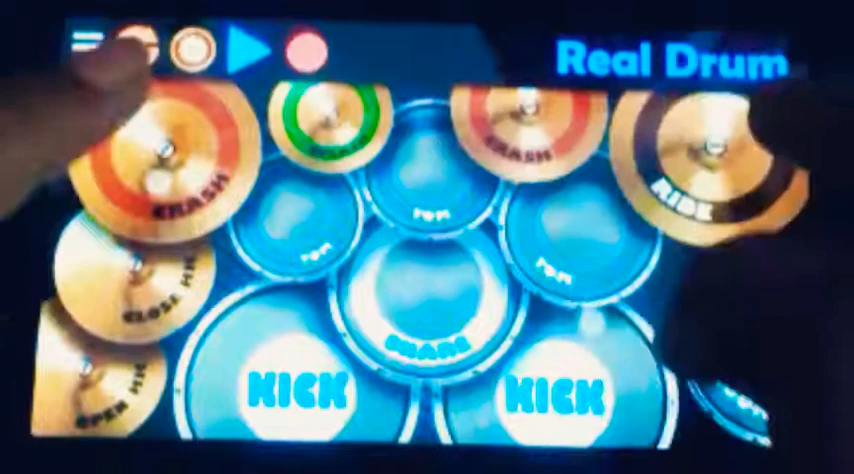 Real Drum
CRASH
CRASH
RIDE
TOM
TOM
TOM
CLOSE HH
SNARE
OPEN HH
KICK
KICK